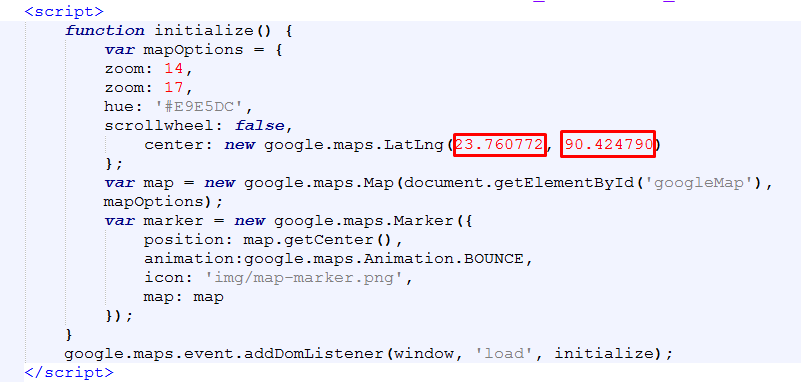 <script>
function initialize() {
var mapOptions = {
zoom: 14,
zoom: 17,
hue: '#E9E5DC',
scrollwheel: false,
center: new google.maps.LatLng(23.760772, 90.424790)
};
var map = new google.maps.Map(document.getElementById('googleMap'),
mapOptions);
var marker = new google.maps.Marker({
position: map.getCenter(),
animation:google.maps.Animation.BOUNCE,
icon: 'img/map-marker.png',
map: map
});
}
google.maps.event.addDomListener(window, 'load', initialize);
</script>